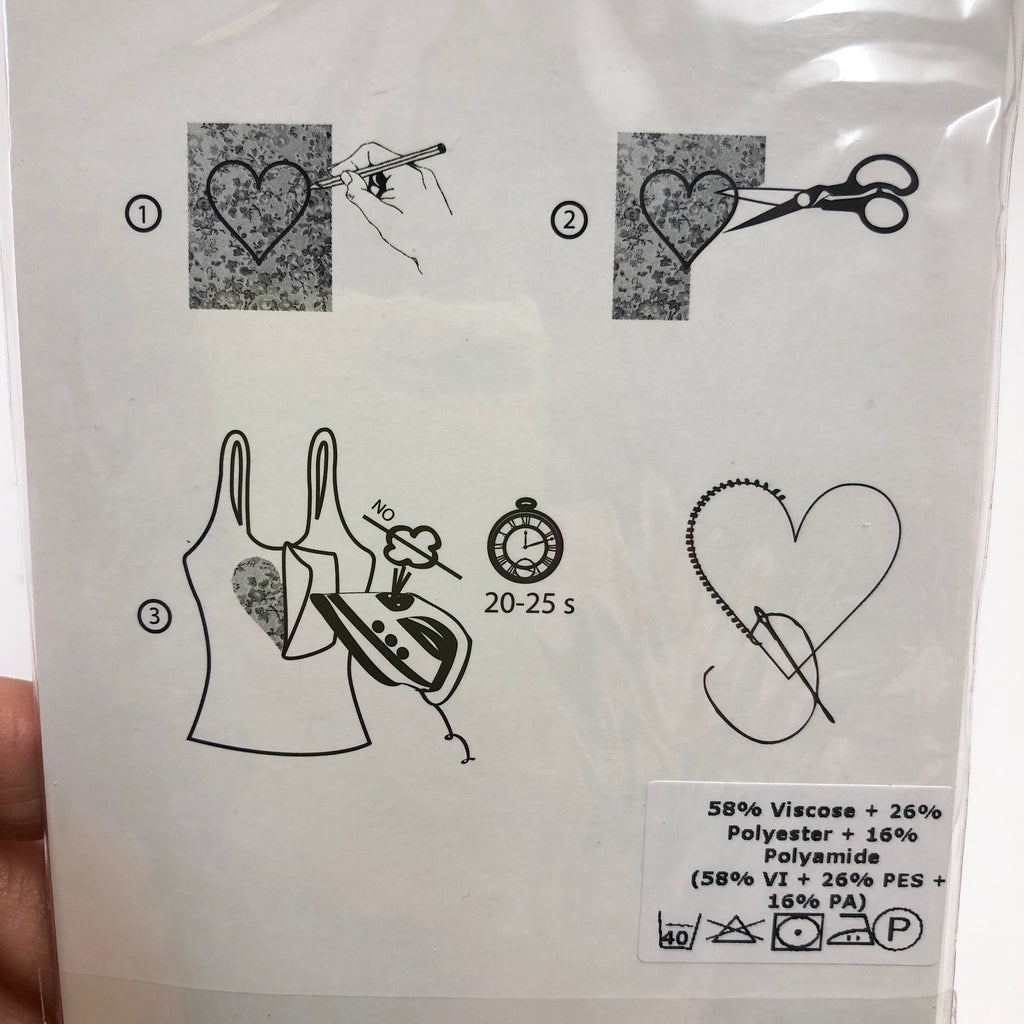 1
2
3
NO
20-25 s
58% Viscose + 26%
Polyester + 16%
Polyamide
(58% VI + 26% PES +
16% PA)
40
P